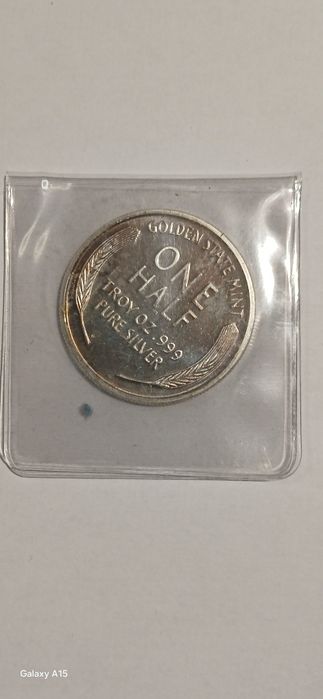 GOLDEN STATE MINT
ONE
HALF
TROY OZ .999
PURE SILVER
Galaxy A15